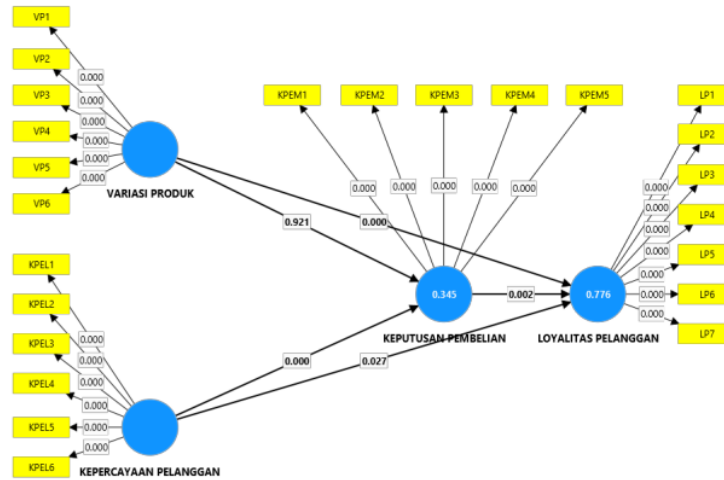 VP1
VP2
VP3
VP4
VP5
VP6
0.000
0.000
0.000
0.000
0.000
0.000
VARIASI PRODUK
KPEM1
KPEM2
KPEM3
KPEM4
KPEM5
0.000
0.000
0.000
0.000
0.000
LP1
LP2
LP3
LP4
LP5
LP6
LP7
0.000
0.000
0.000
0.000
0.000
0.000
0.000
0.921
0.000
0.345
0.002
0.776
KEPUTUSAN PEMBELIAN
LOYALITAS PELANGGAN
0.000
0.027
KPEL1
KPEL2
KPEL3
KPEL4
KPEL5
KPEL6
0.000
0.000
0.000
0.000
0.000
0.000
KEPERCAYAAN PELANGGAN